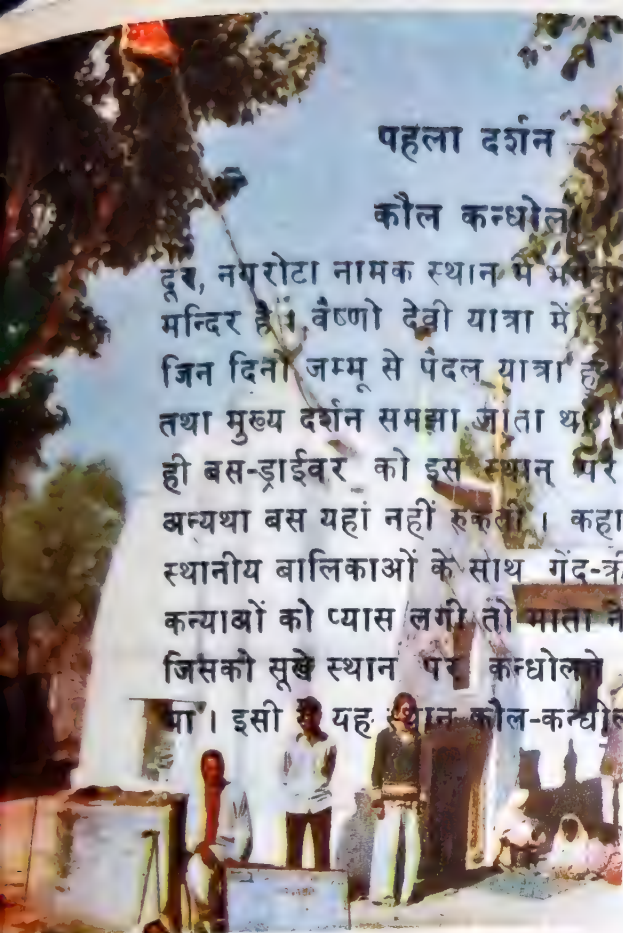 पहला दर्शन
कौल कन्धोल
दूर, नगरोटा नामक स्थान में
मन्दिर है । वैष्णो देवी यात्रा में
जिन दिनों जम्मू से पैदल यात्रा
तथा मुख्य दर्शन समझा जाता
ही बस-ड्राईवर को इस स्थान पर
अन्यथा बस यहां नहीं रुकती । कहा
स्थानीय बालिकाओं के साथ गेंद-क्री
कन्याओं को प्यास लगी तो माता ने
जिसको सूखे स्थान पर कन्धोलने
था । इसी से यह स्थान कौल-कन्धोल